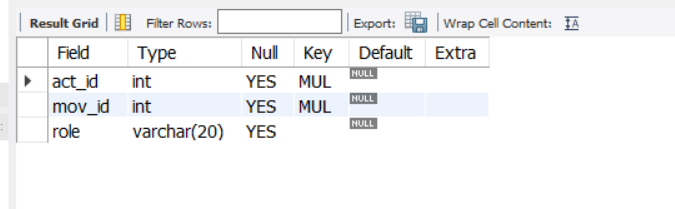 Result Grid Filter Rows: Export: Wrap Cell Content: IA
Field Type Null Key Default Extra
act_id int YES MUL NULL
mov_id int YES MUL NULL
role varchar(20) YES NULL
: